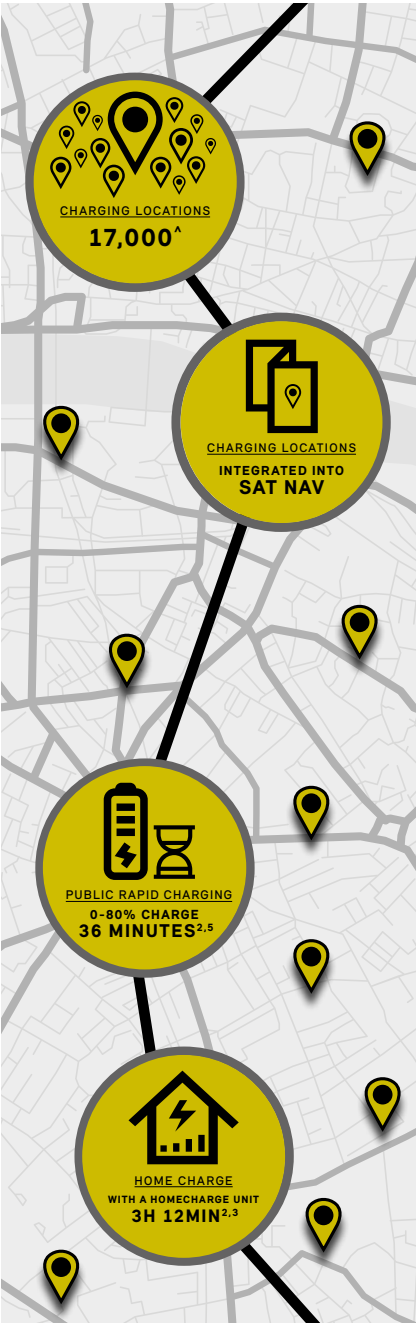 CHARGING LOCATIONS
17,000^
CHARGING LOCATIONS
INTEGRATED INTO
SAT NAV
PUBLIC RAPID CHARGING
0-80% CHARGE
36 MINUTES2,5
HOME CHARGE
WITH A HOMECHARGE UNIT
3H 12MIN2,3